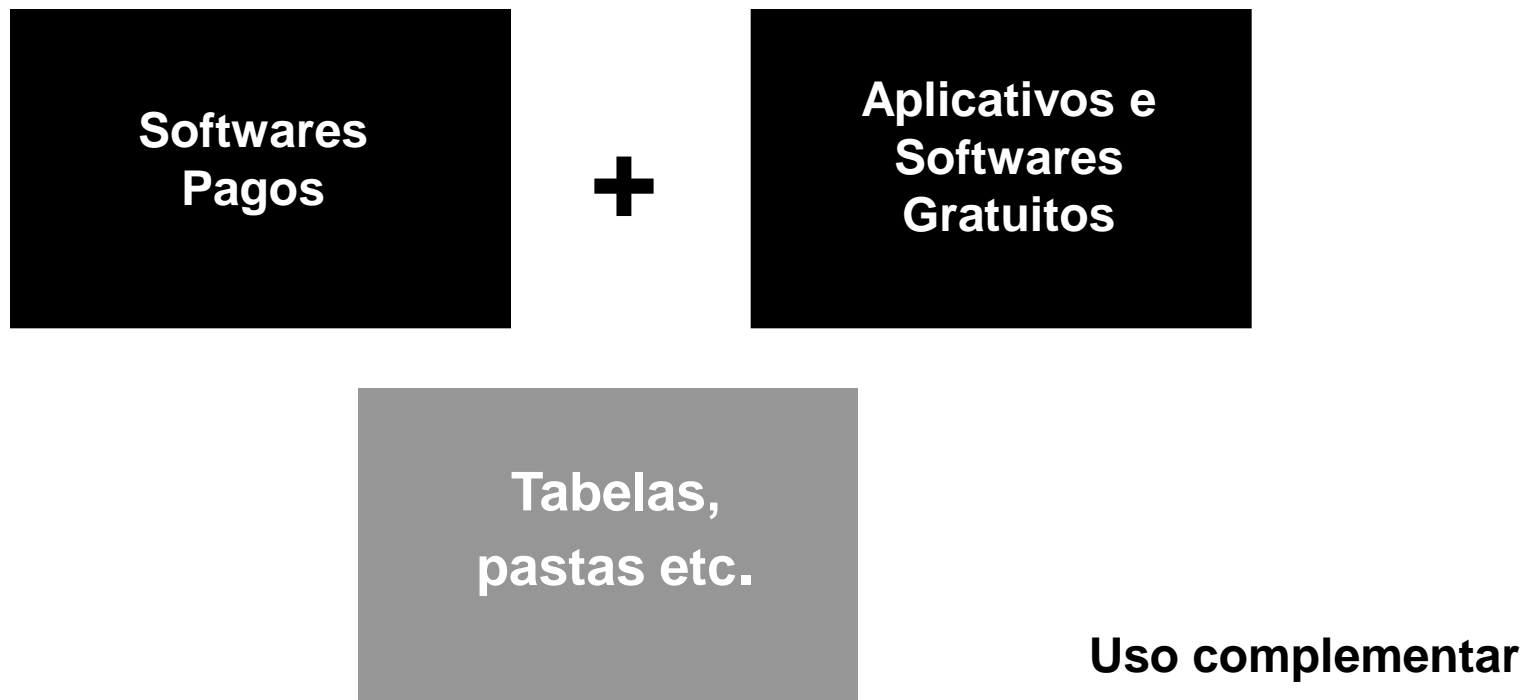 Softwares
Pagos
+
Aplicativos e
Softwares
Gratuitos
Tabelas,
pastas etc.
Uso complementar